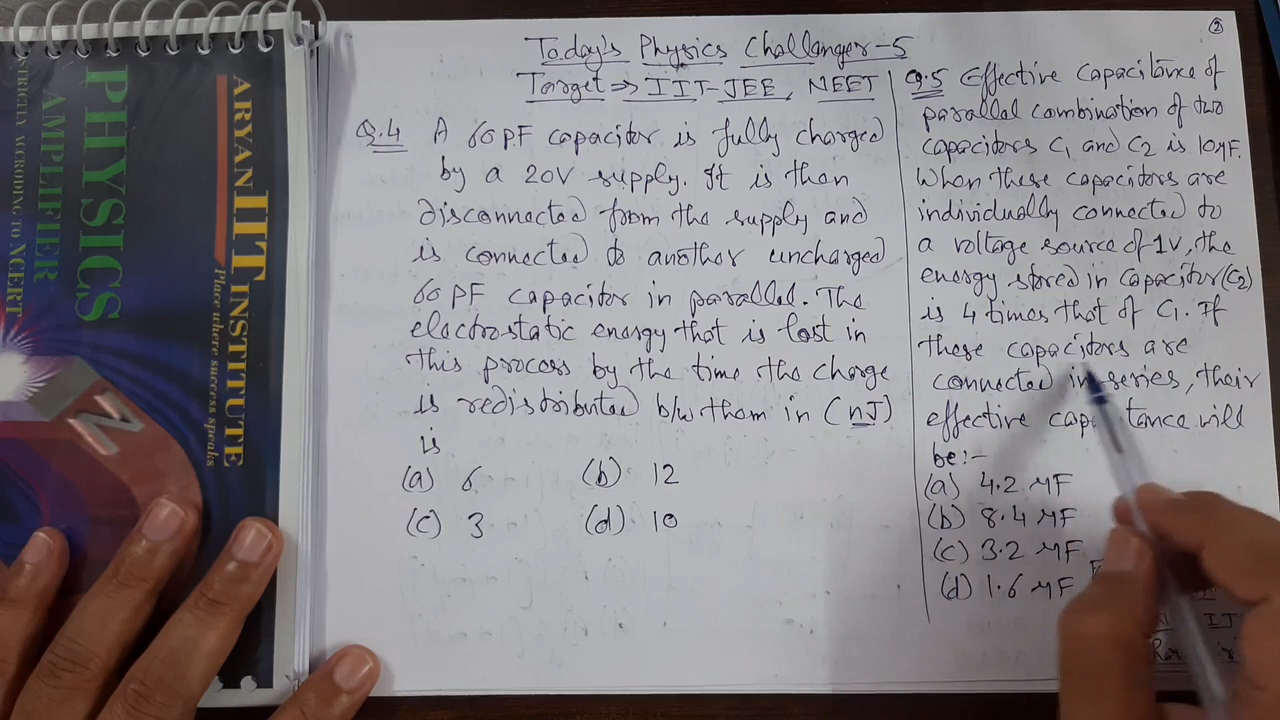 PHYSICS
AMPLIFIER
STRICTLY ACCRODING TO NCERT
ARYAN IIT INSTITUTE
Place where success speaks
N
②
Today's Physics Challanger-5
Target ⇒ IIT-JEE, NEET
Q.4 A 60 PF capacitor is fully charged
by a 20V supply. It is then
disconnected from the supply and
is connected to another uncharged
60 PF capacitor in parallel. The
electrostatic energy that is lost in
this process by the time the charge
is redistributed b/w them in (nJ)
is
(a) 6 (b) 12
(c) 3 (d) 10
Q.5 Effective Capacitance of
parallel combination of two
capacitors C1 and C2 is 10μF.
When these capacitors are
individually connected to
a voltage source of 1V, the
energy stored in Capacitor (C2)
is 4 times that of C1. If
these capacitors are
connected in series, their
effective cap tance will
be:-
(a) 4.2 μF
(b) 8.4 μF
(c) 3.2 μF
(d) 1.6 μF